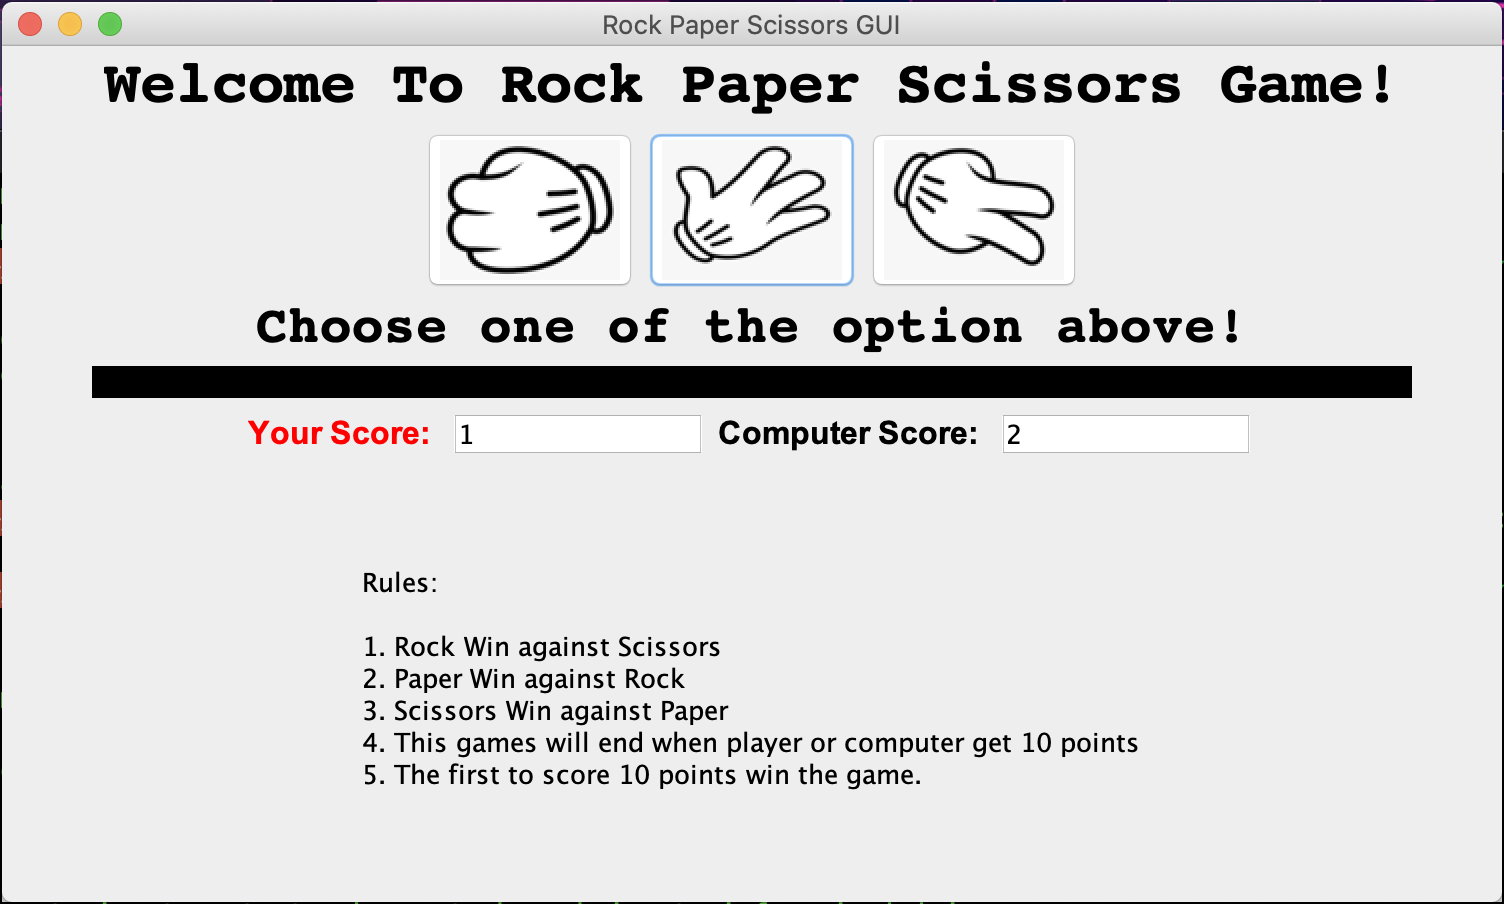 Rock Paper Scissors GUI
Welcome To Rock Paper Scissors Game!
Choose one of the option above!
Your Score: 1 Computer Score: 2
Rules:
1. Rock Win against Scissors
2. Paper Win against Rock
3. Scissors Win against Paper
4. This games will end when player or computer get 10 points
5. The first to score 10 points win the game.